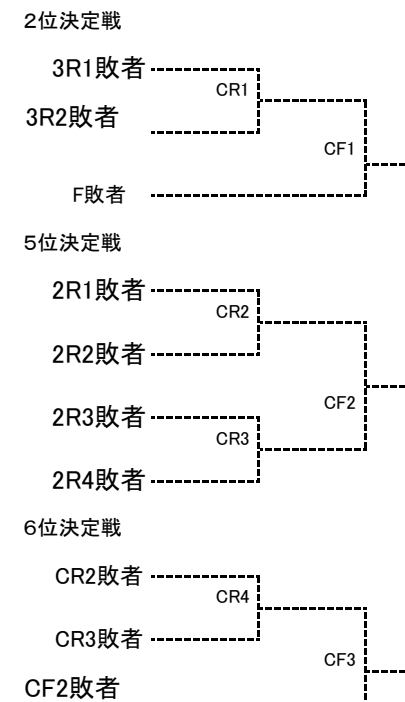 ２位決定戦
3R1敗者
CR1
3R2敗者
CF1
F敗者
５位決定戦
2R1敗者
CR2
2R2敗者
CF2
2R3敗者
CR3
2R4敗者
６位決定戦
CR2敗者
CR4
CR3敗者
CF3
CF2敗者